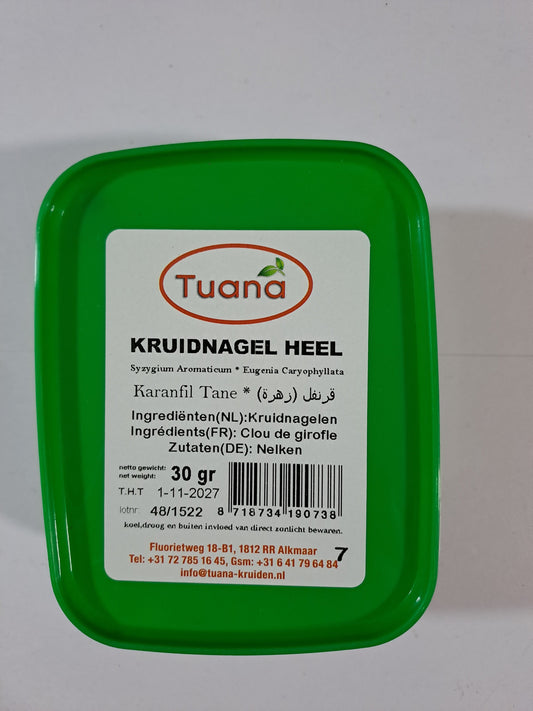 Tuana
KRUIDNAGEL HEEL
Syzygium Aromaticum * Eugenia Caryophyllata
Karanfil Tane * قرنفل (زهرة)
Ingrediënten(NL):Kruidnagelen
Ingrédients(FR): Clou de girofle
Zutaten(DE): Nelken
netto gewicht:
net weight: 30 gr
T.H.T 1-11-2027
lotnr: 48/1522
8 718734 190738
koel,droog en buiten invloed van direct zonlicht bewaren.
Fluorietweg 18-B1, 1812 RR Alkmaar
7
Tel: +31 72 785 16 45, Gsm: +31 6 41 79 64 84
info@tuana-kruiden.nl